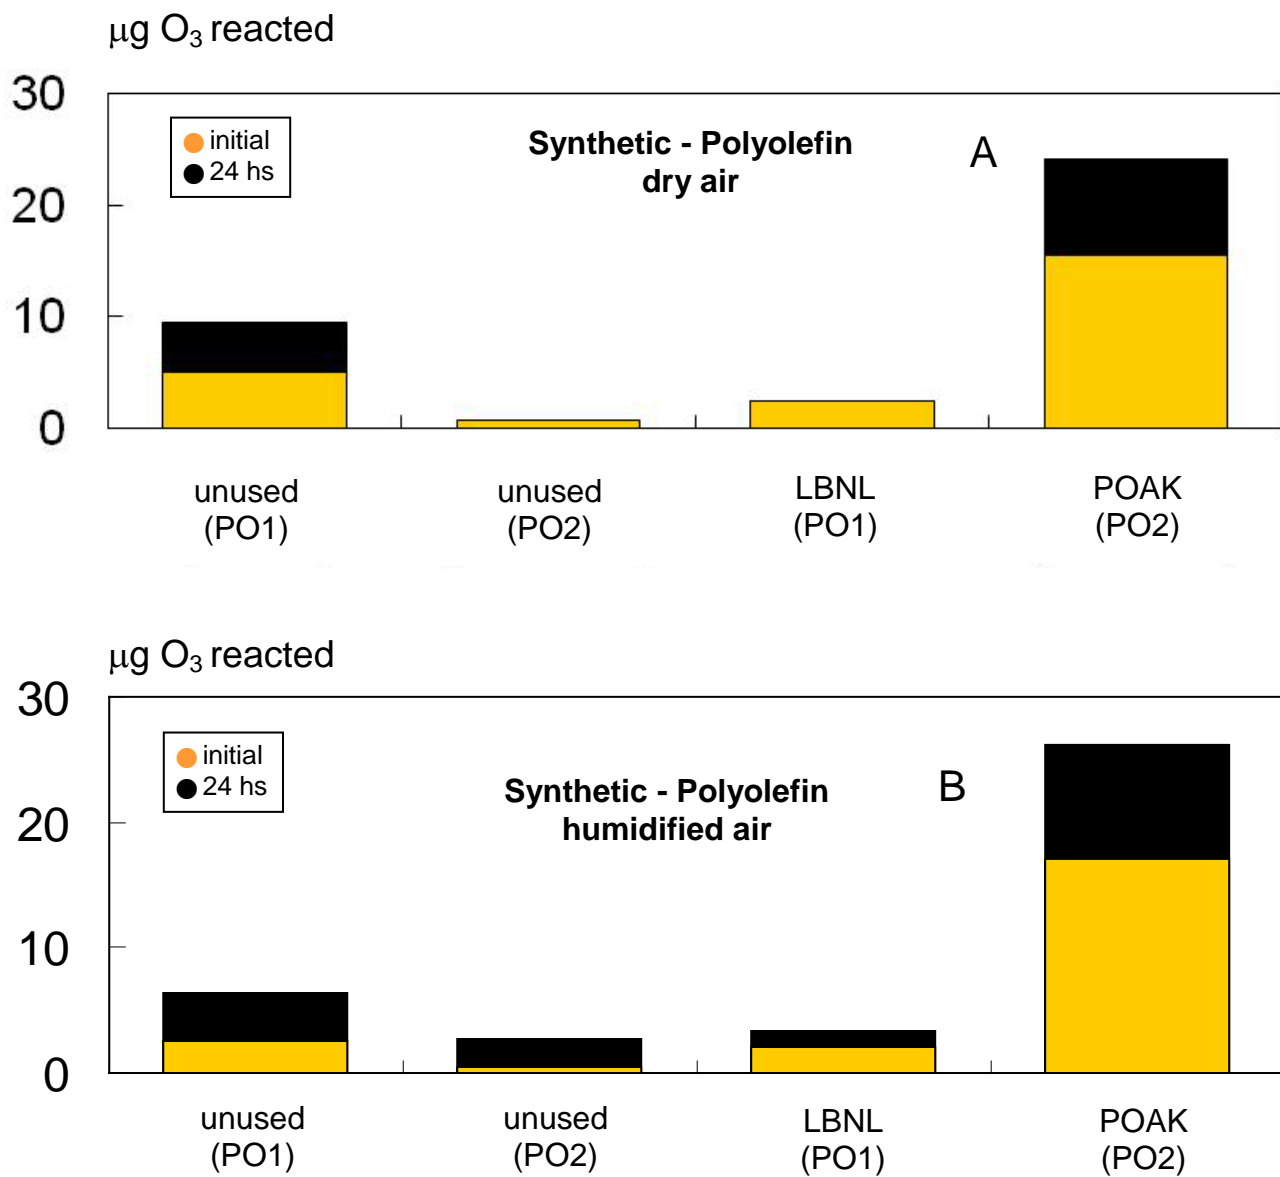 μg O₃ reacted
30
initial
24 hs
Synthetic - Polyolefin
dry air
A
20
10
0
unused
(PO1)
unused
(PO2)
LBNL
(PO1)
POAK
(PO2)
μg O₃ reacted
30
initial
24 hs
Synthetic - Polyolefin
humidified air
B
20
10
0
unused
(PO1)
unused
(PO2)
LBNL
(PO1)
POAK
(PO2)